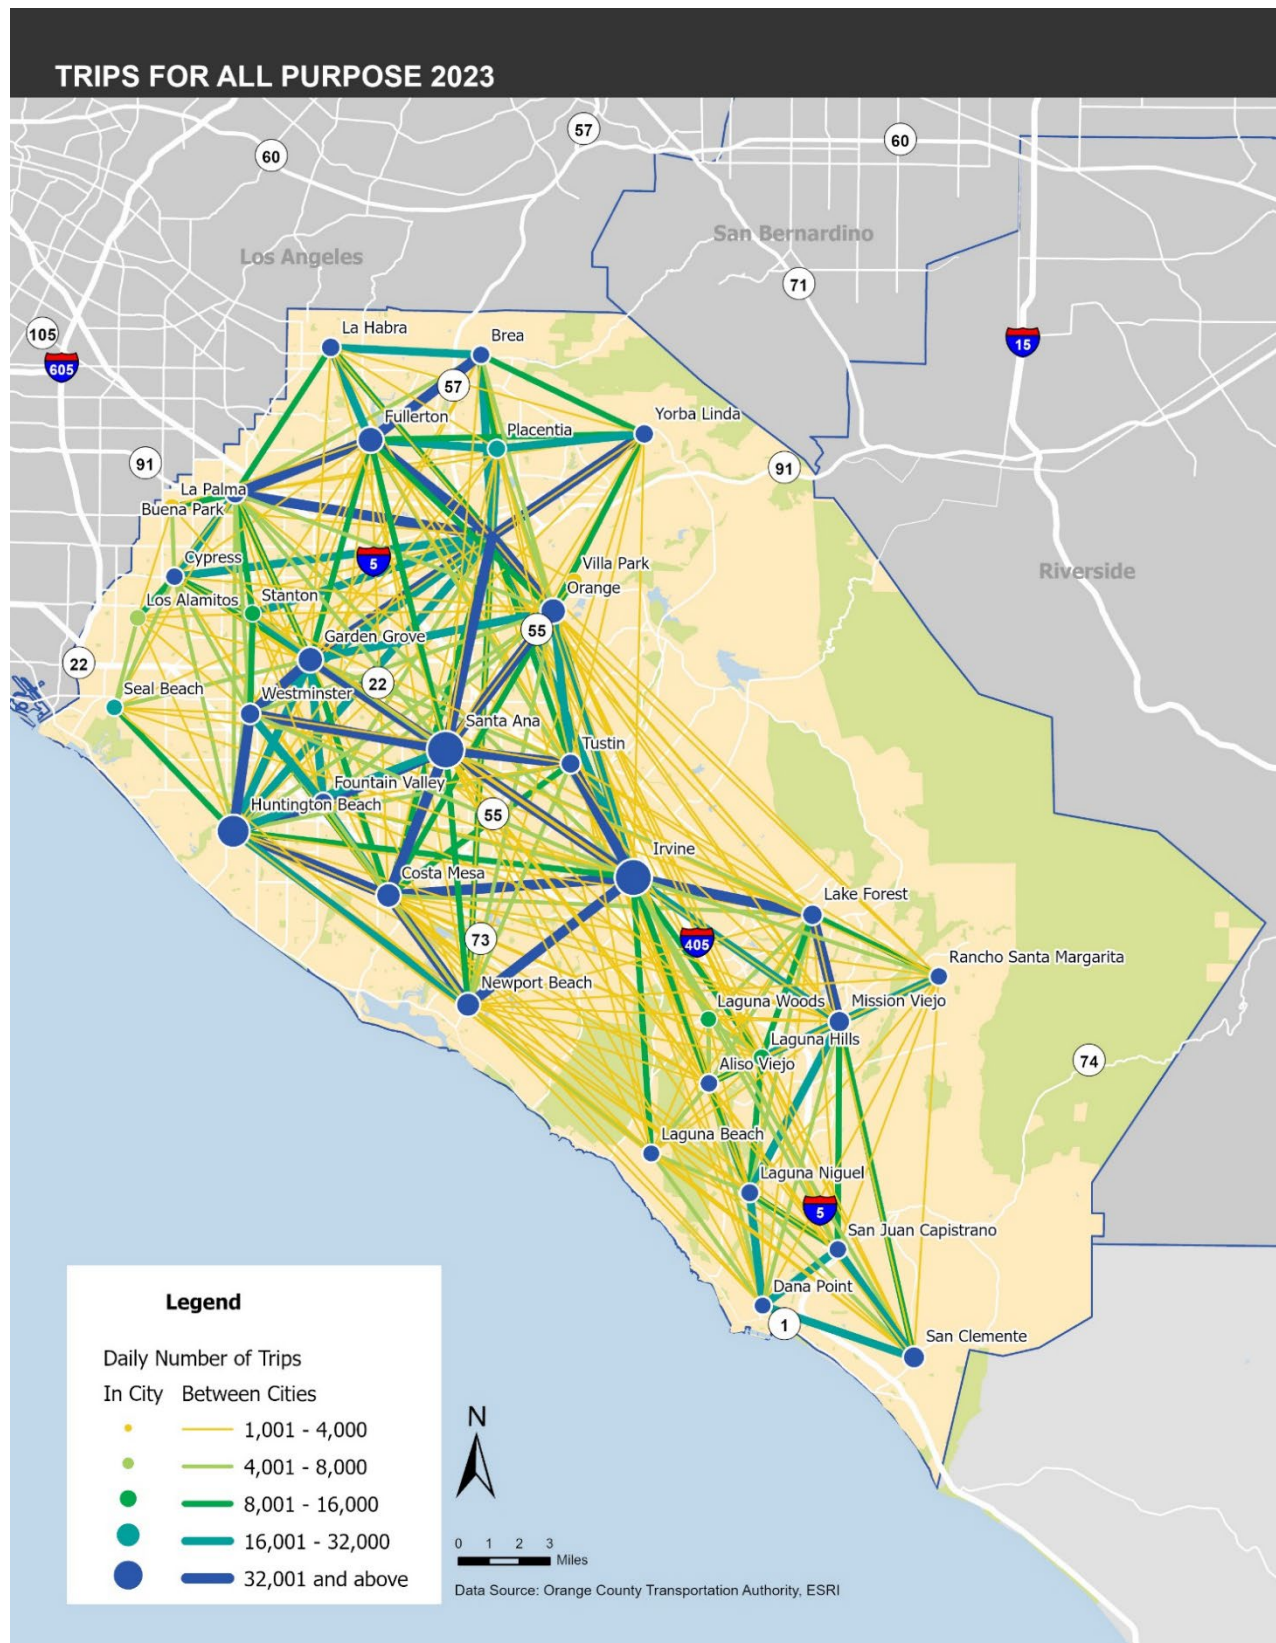 TRIPS FOR ALL PURPOSE 2023
57
60
60
San Bernardino
Los Angeles
71
105
605
15
La Habra
Brea
57
Fullerton
Placentia
Yorba Linda
91
91
La Palma
Buena Park
Cypress
5
Villa Park
Orange
Riverside
Los Alamitos
Stanton
55
Garden Grove
22
22
Seal Beach
Westminster
Santa Ana
Tustin
Fountain Valley
Huntington Beach
55
Irvine
Costa Mesa
Lake Forest
73
405
Rancho Santa Margarita
Newport Beach
Laguna Woods
Mission Viejo
Laguna Hills
Aliso Viejo
74
Laguna Beach
Laguna Niguel
5
San Juan Capistrano
Dana Point
1
San Clemente
Legend
Daily Number of Trips
In City Between Cities
1,001 - 4,000
4,001 - 8,000
8,001 - 16,000
16,001 - 32,000
32,001 and above
N
0 1 2 3
Miles
Data Source: Orange County Transportation Authority, ESRI